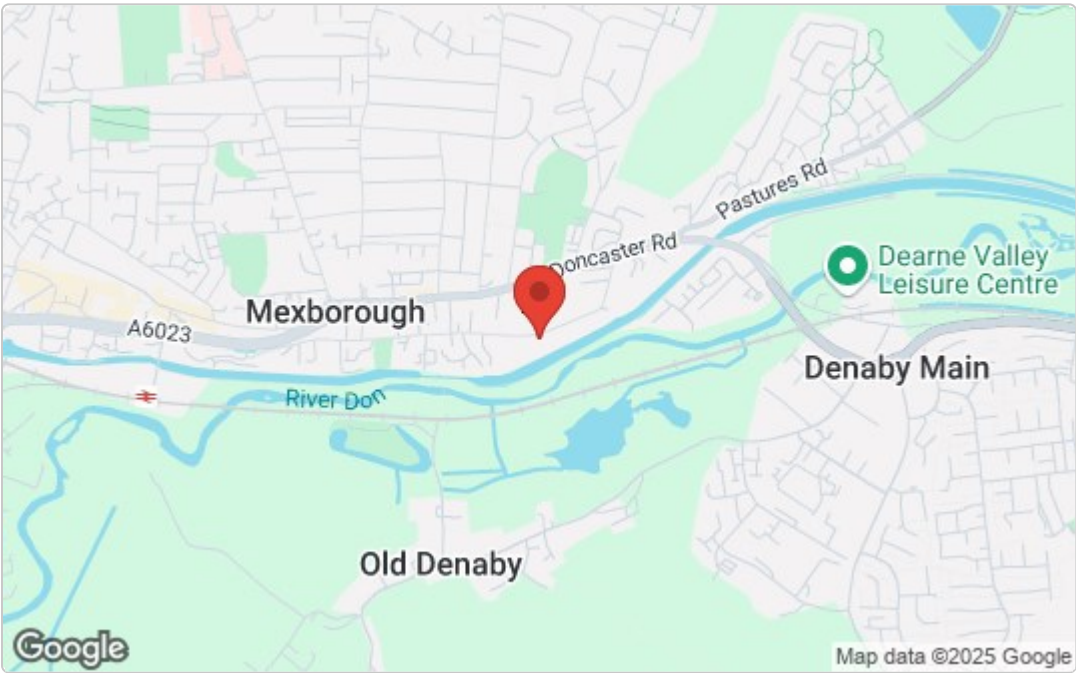 Pastures Rd
Doncaster Rd
Dearne Valley
Leisure Centre
Mexborough
A6023
Denaby Main
River Don
Old Denaby
Google
Map data ©2025 Google